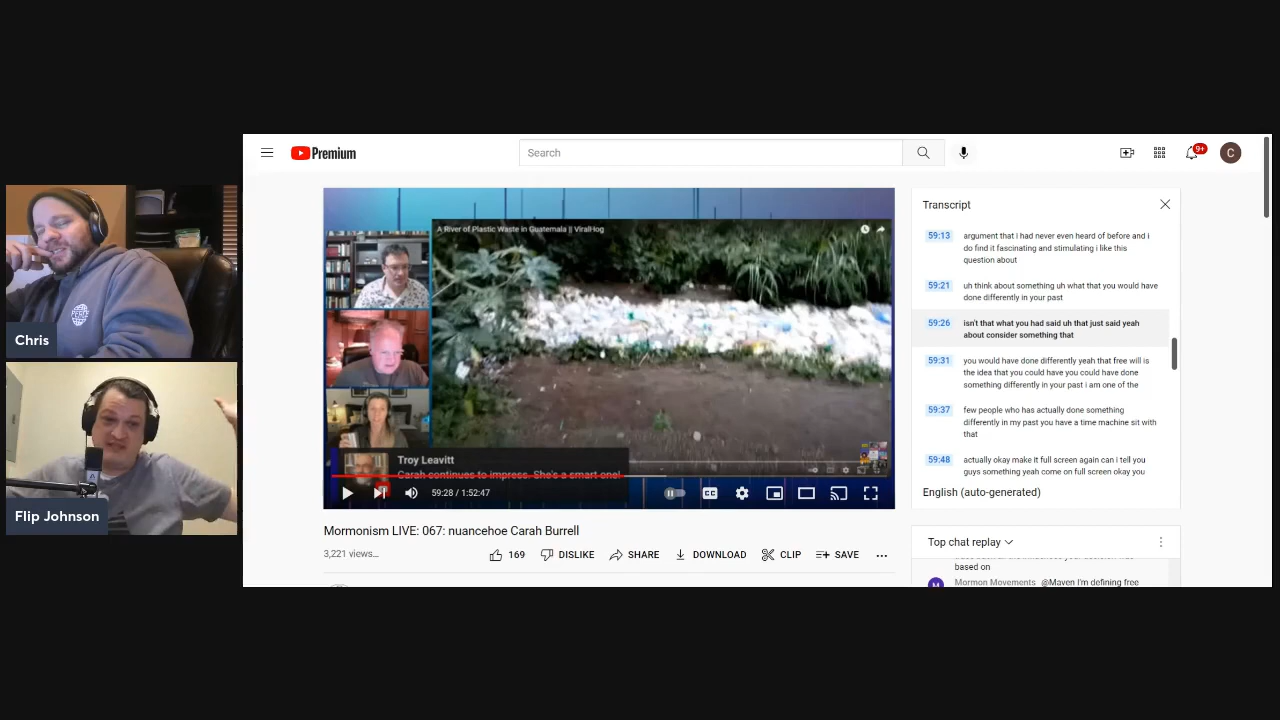 Premium
Search
9+
C
A River of Plastic Waste in Guatemala || ViralHog
Troy Leavitt
Carah continues to impress. She's a smart one!
59:28 / 1:52:47
CC
Mormonism LIVE: 067: nuancehoe Carah Burrell
3,221 views...
169
DISLIKE
SHARE
DOWNLOAD
CLIP
SAVE
Transcript
59:13
argument that i had never even heard of before and i
do find it fascinating and stimulating i like this
question about
59:21
uh think about something uh what that you would have
done differently in your past
59:26
isn't that what you had said uh that just said yeah
about consider something that
59:31
you would have done differently yeah that free will is
the idea that you could have you could have done
something differently in your past i am one of the
59:37
few people who has actually done something
differently in my past you have a time machine sit with
that
59:48
actually okay make it full screen again can i tell you
guys something yeah come on full screen okay you
English (auto-generated)
Top chat replay
based on
M
Mormon Movements @Maven I'm defining free
Chris
Flip Johnson